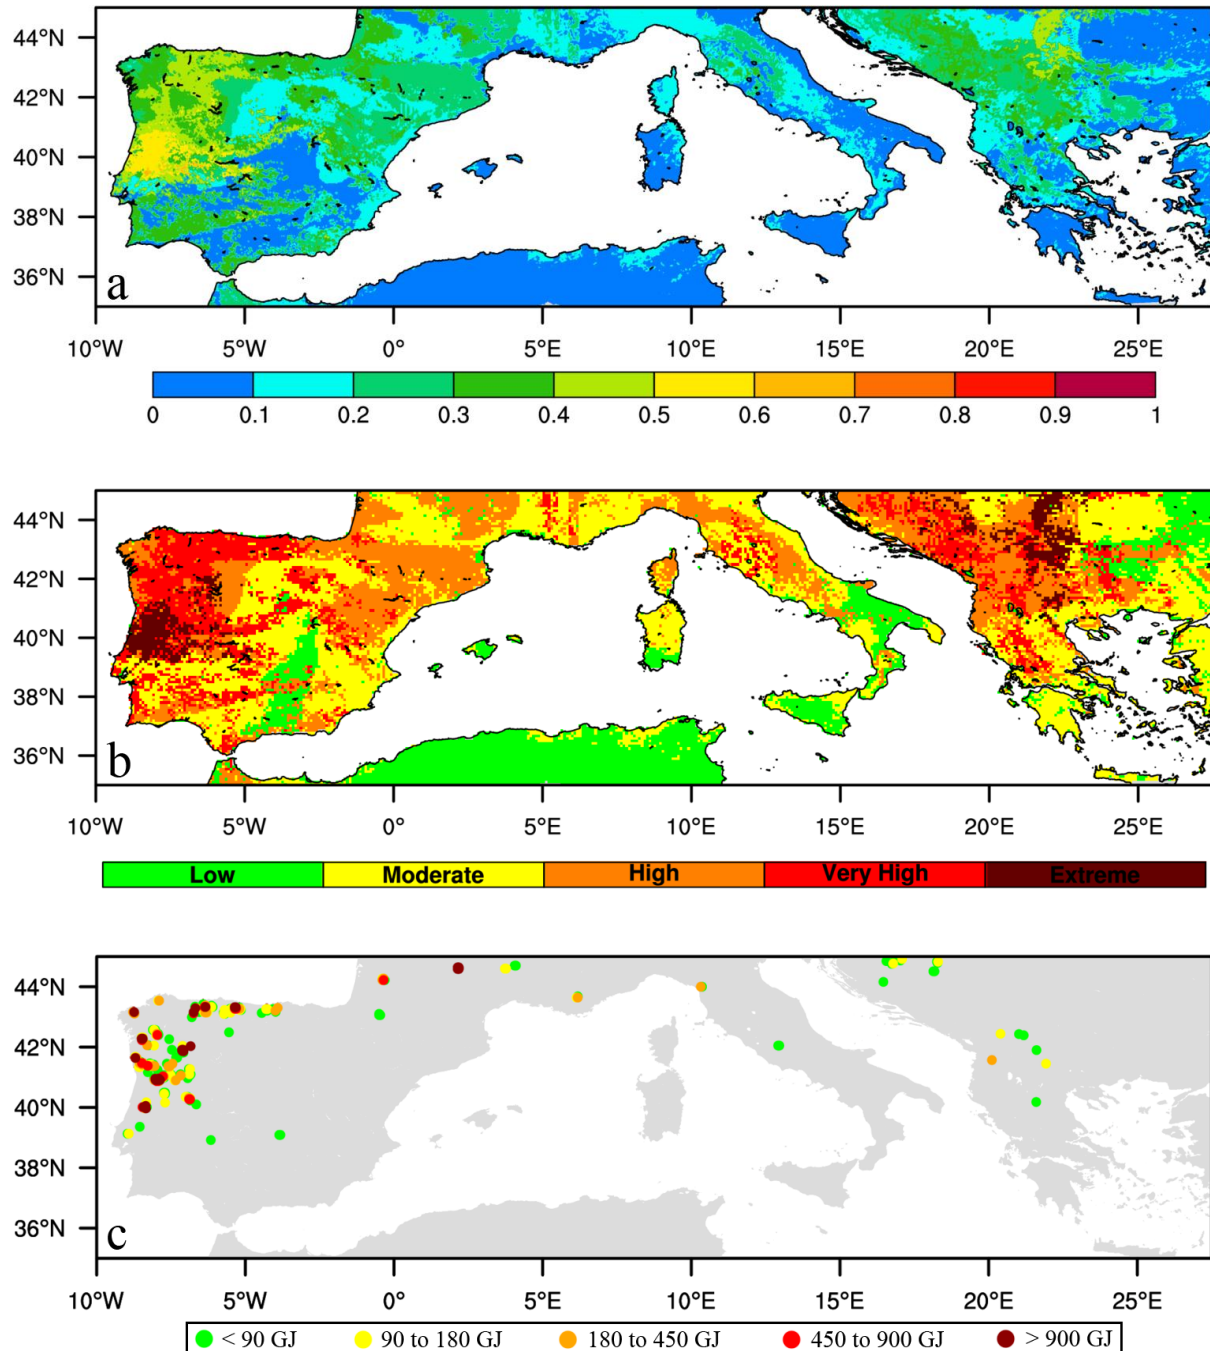 44°N
42°N
40°N
38°N
36°N
a
10°W 5°W 0° 5°E 10°E 15°E 20°E 25°E
0 0.1 0.2 0.3 0.4 0.5 0.6 0.7 0.8 0.9 1
44°N
42°N
40°N
38°N
36°N
b
10°W 5°W 0° 5°E 10°E 15°E 20°E 25°E
Low Moderate High Very High Extreme
44°N
42°N
40°N
38°N
36°N
c
10°W 5°W 0° 5°E 10°E 15°E 20°E 25°E
< 90 GJ 90 to 180 GJ 180 to 450 GJ 450 to 900 GJ > 900 GJ